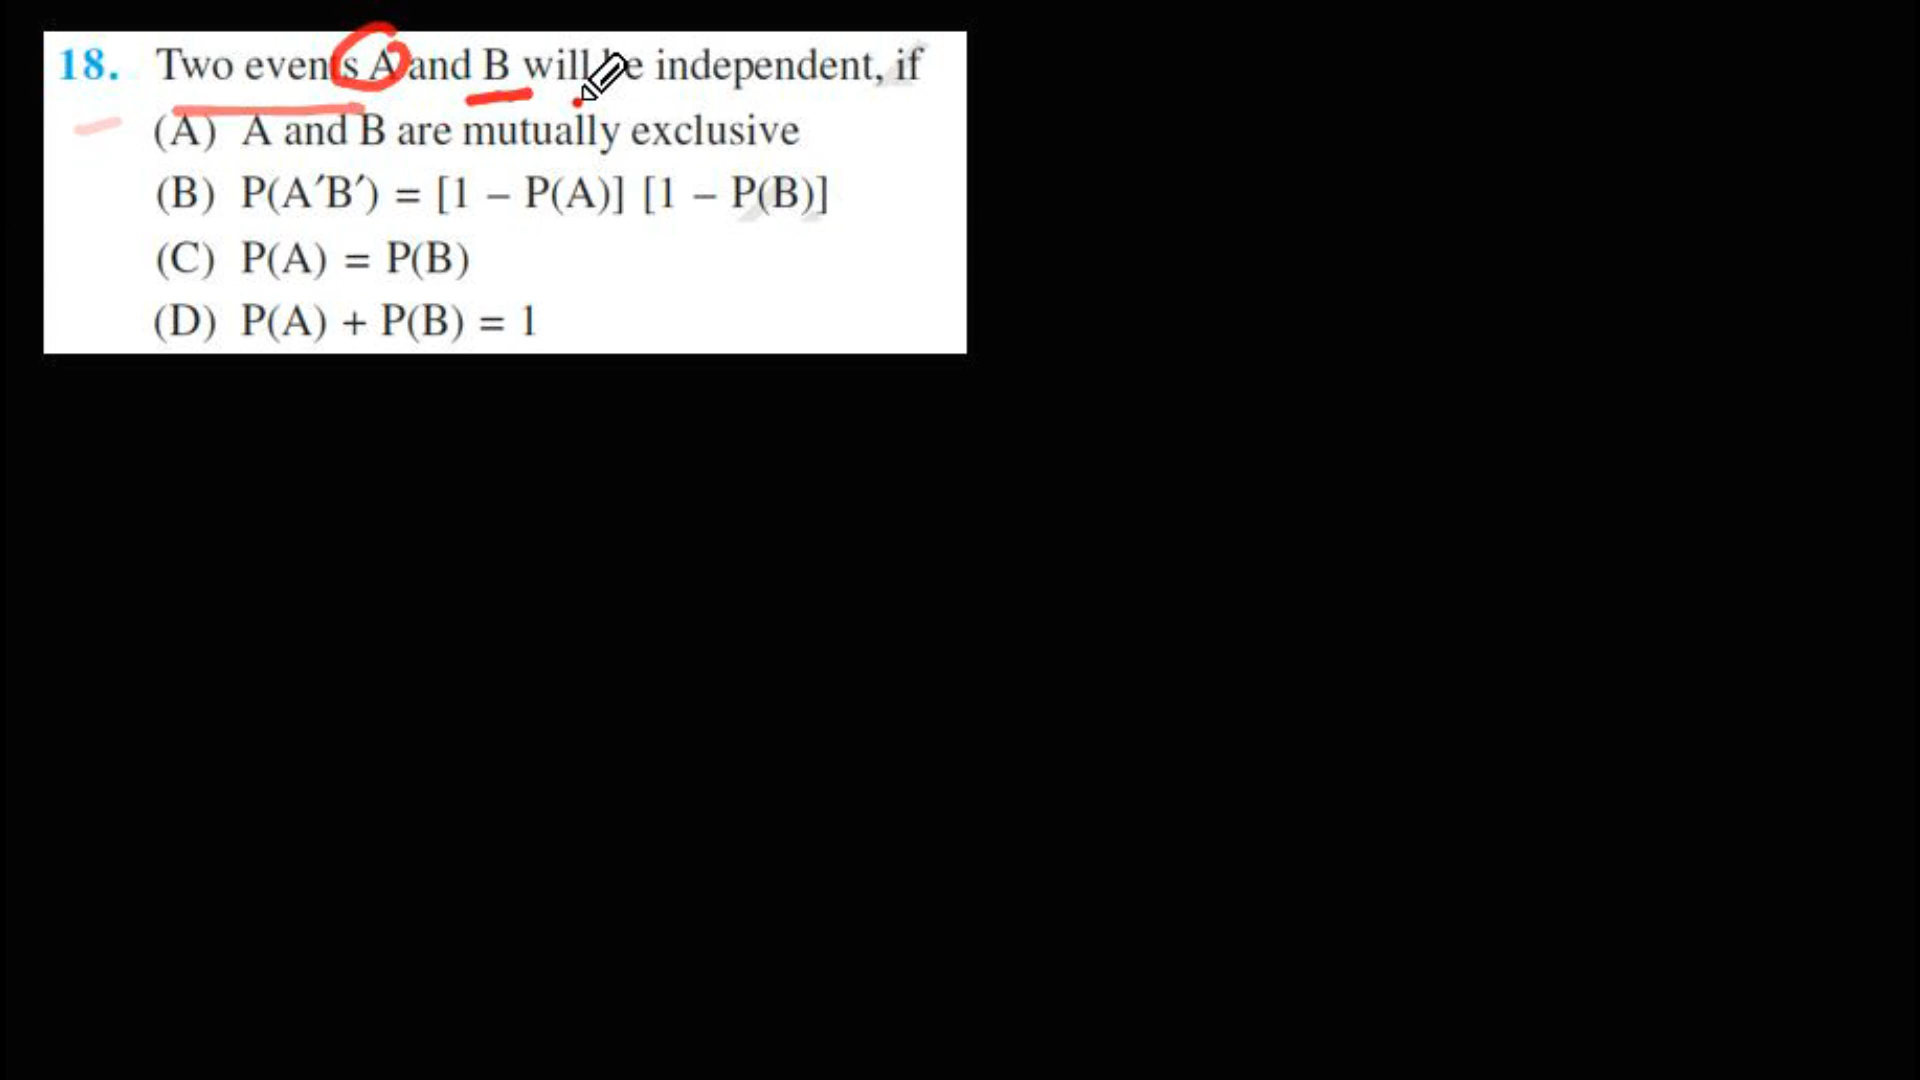 18. Two events A and B will be independent, if
(A) A and B are mutually exclusive
(B) P(A′B′) = [1 – P(A)] [1 – P(B)]
(C) P(A) = P(B)
(D) P(A) + P(B) = 1